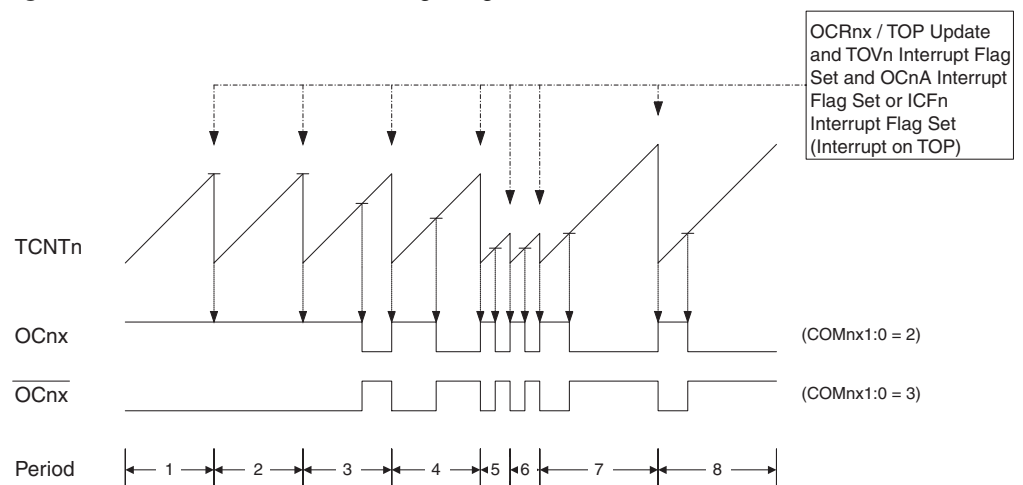 OCRnx / TOP Update
and TOVn Interrupt Flag
Set and OCnA Interrupt
Flag Set or ICFn
Interrupt Flag Set
(Interrupt on TOP)
TCNTn
OCnx (COMnx1:0 = 2)
OCnx (COMnx1:0 = 3)
Period 1 2 3 4 5 6 7 8